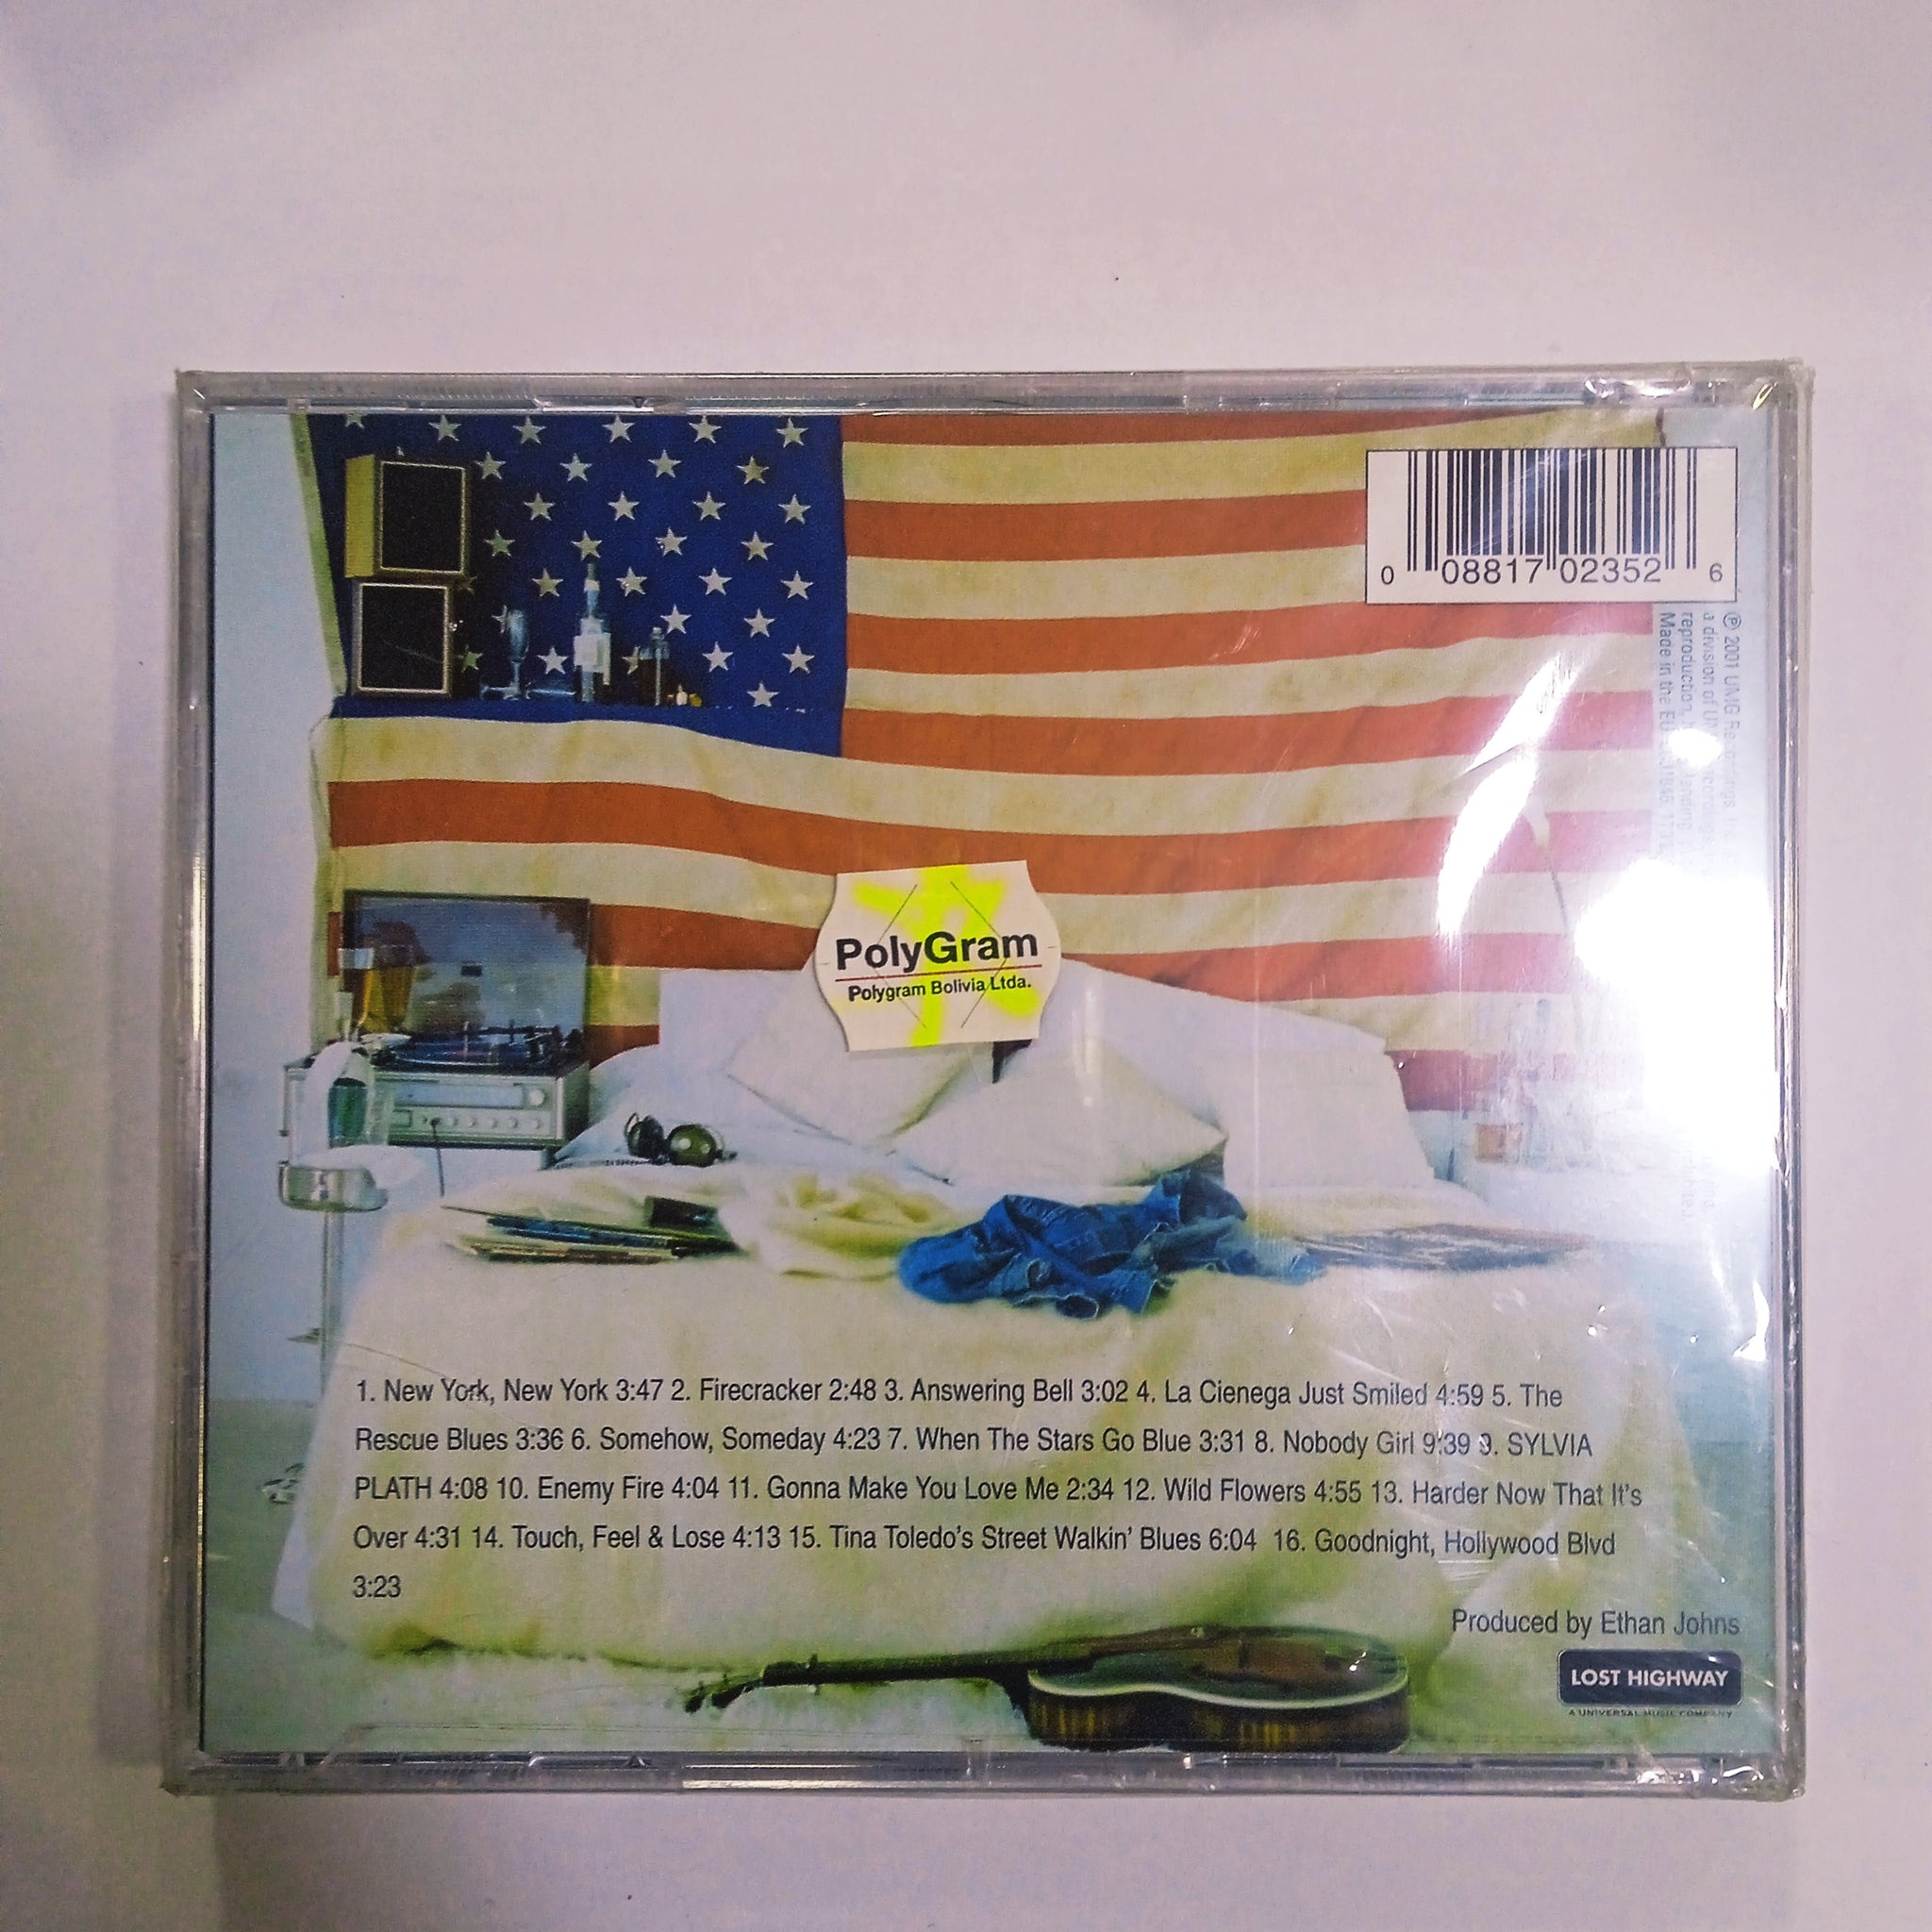 0 08817 02352 6
℗ 2001 UMG
a division of
reproduction,
Made in the EU
PolyGram
Polygram Bolivia Ltda.
1. New York, New York 3:47 2. Firecracker 2:48 3. Answering Bell 3:02 4. La Cienega Just Smiled 4:59 5. The
Rescue Blues 3:36 6. Somehow, Someday 4:23 7. When The Stars Go Blue 3:31 8. Nobody Girl 9:39 9. SYLVIA
PLATH 4:08 10. Enemy Fire 4:04 11. Gonna Make You Love Me 2:34 12. Wild Flowers 4:55 13. Harder Now That It's
Over 4:31 14. Touch, Feel & Lose 4:13 15. Tina Toledo's Street Walkin' Blues 6:04 16. Goodnight, Hollywood Blvd
3:23
Produced by Ethan Johns
LOST HIGHWAY
A UNIVERSAL MUSIC COMPANY